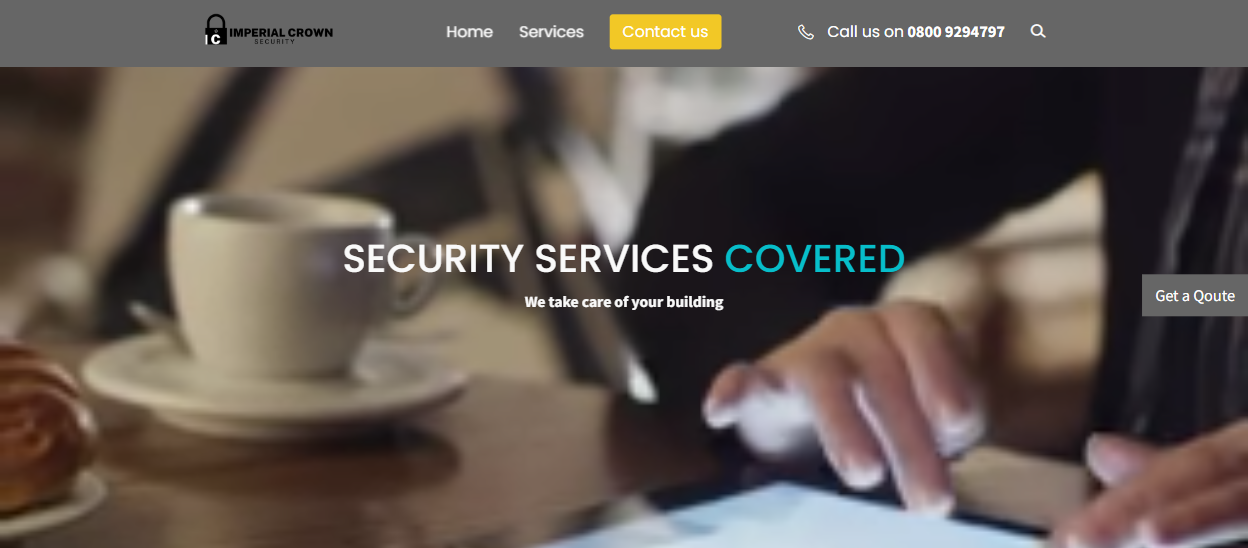 IC IMPERIAL CROWN
SECURITY
Home
Services
Contact us
Call us on 0800 9294797
SECURITY SERVICES COVERED
We take care of your building
Get a Qoute